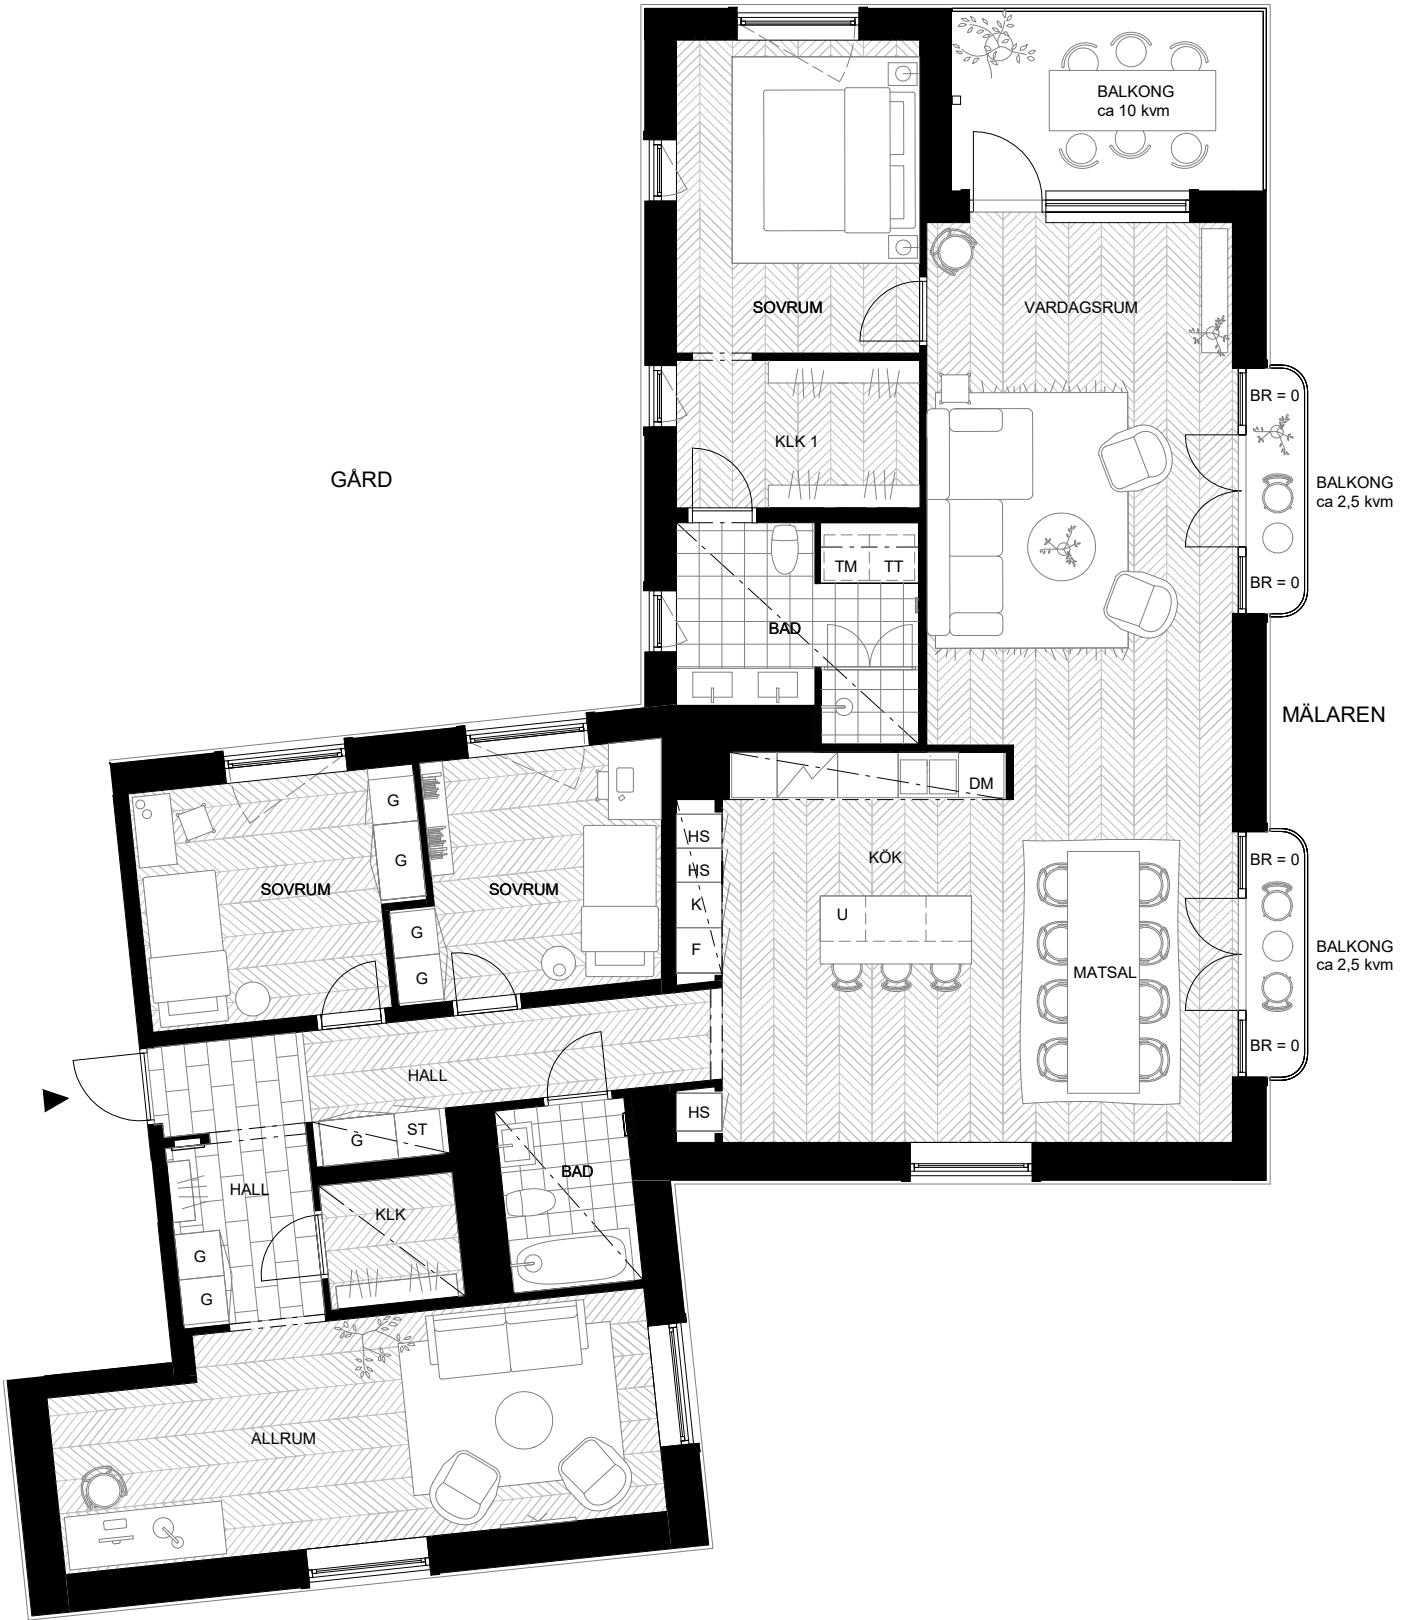 BALKONG
ca 10 kvm
SOVRUM
VARDAGSRUM
BR = 0
KLK 1
GÅRD
BALKONG
ca 2,5 kvm
TM
TT
BR = 0
BAD
MÄLAREN
DM
G
HS
KÖK
BR = 0
G
HS
SOVRUM
SOVRUM
K
U
G
F
BALKONG
ca 2,5 kvm
G
MATSAL
BR = 0
HALL
HS
ST
G
BAD
HALL
KLK
G
G
ALLRUM